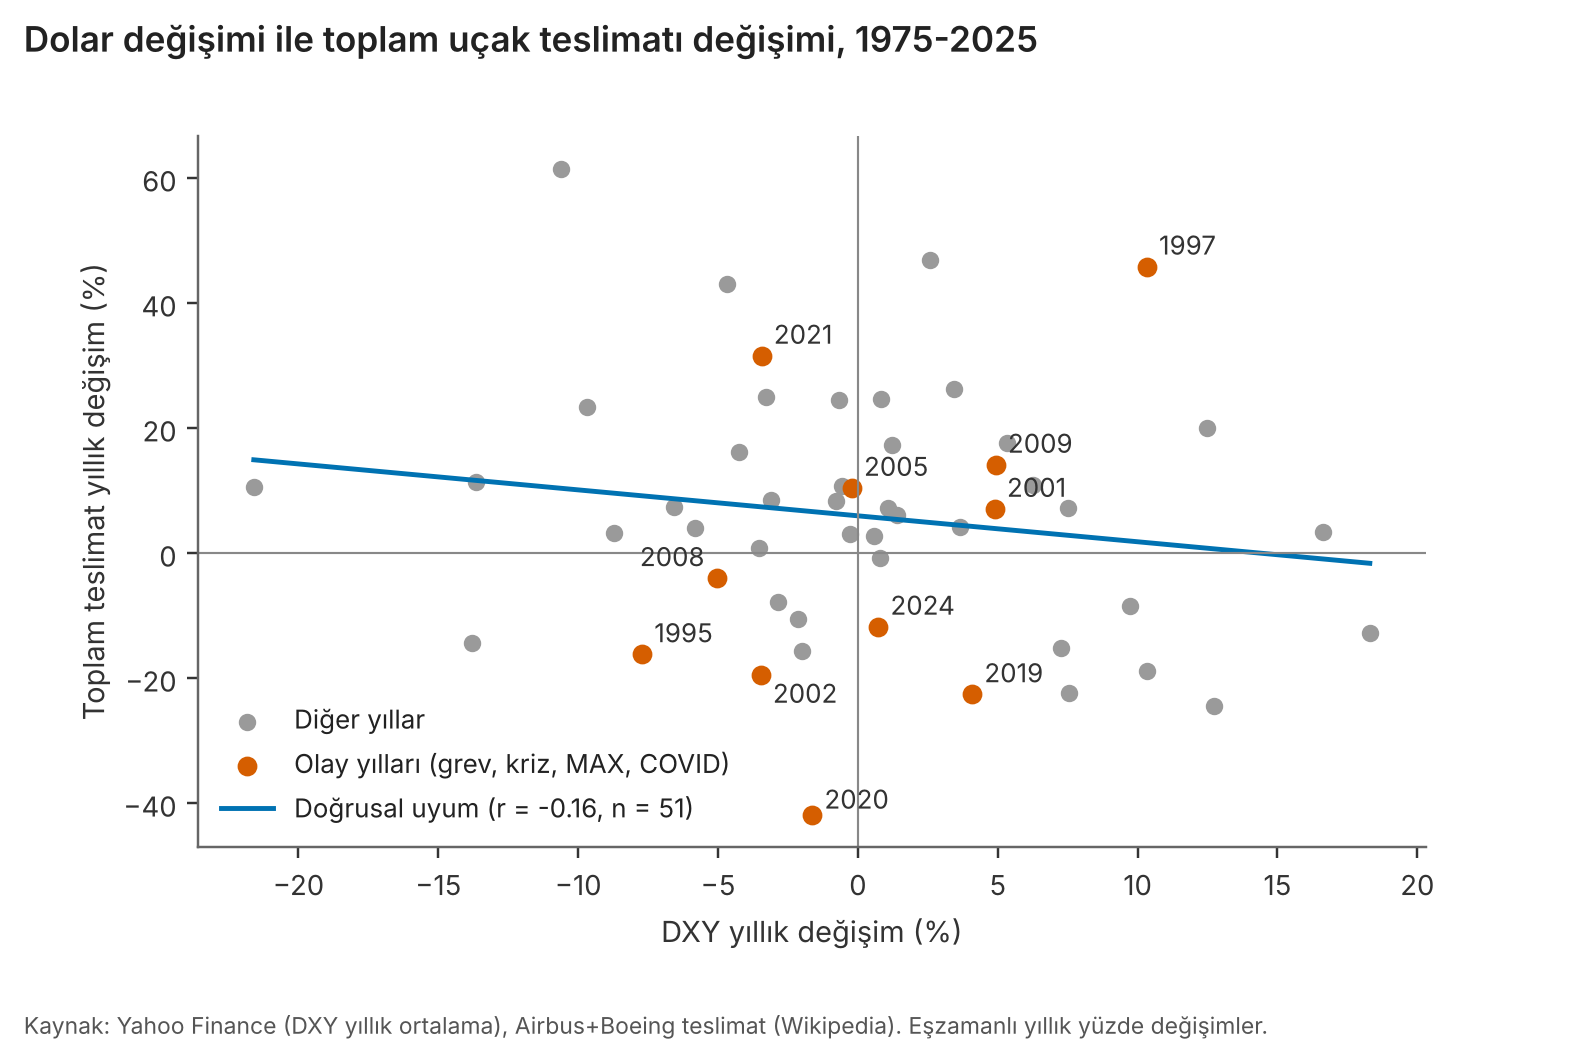 Dolar değişimi ile toplam uçak teslimatı değişimi, 1975-2025
Toplam teslimat yıllık değişim (%)
60
40
20
0
−20
−40
1997
2021
2009
2005
2001
2008
2024
1995
2019
2002
2020
Diğer yıllar
Olay yılları (grev, kriz, MAX, COVID)
Doğrusal uyum (r = -0.16, n = 51)
−20 −15 −10 −5 0 5 10 15 20
DXY yıllık değişim (%)
Kaynak: Yahoo Finance (DXY yıllık ortalama), Airbus+Boeing teslimat (Wikipedia). Eşzamanlı yıllık yüzde değişimler.